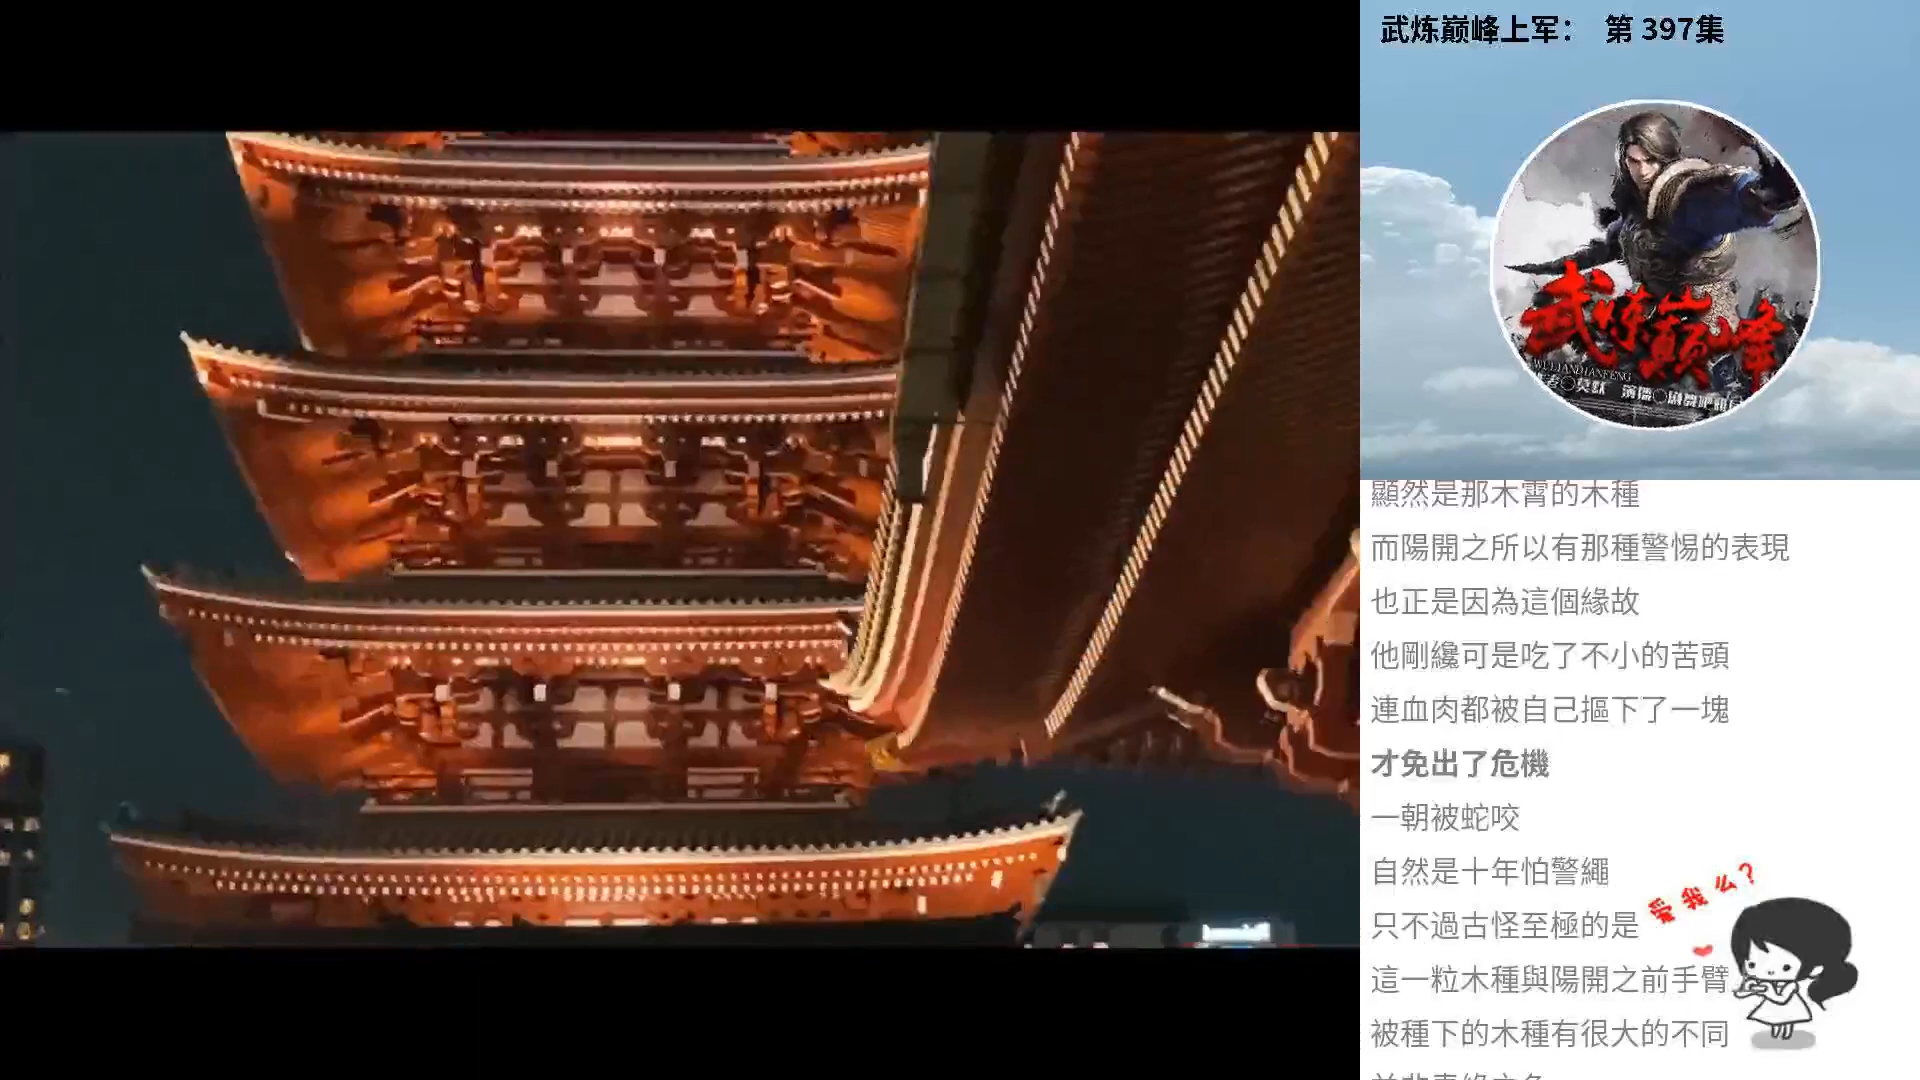 武炼巅峰上军： 第 397集
武炼巅峰
WU LIAN DIAN FENG
顯然是那木霄的木種
而陽開之所以有那種警惕的表現
也正是因為這個緣故
他剛纔可是吃了不小的苦頭
連血肉都被自己摳下了一塊
才免出了危機
一朝被蛇咬
自然是十年怕警繩
只不過古怪至極的是
爱我么?
這一粒木種與陽開之前手臂上
被種下的木種有很大的不同